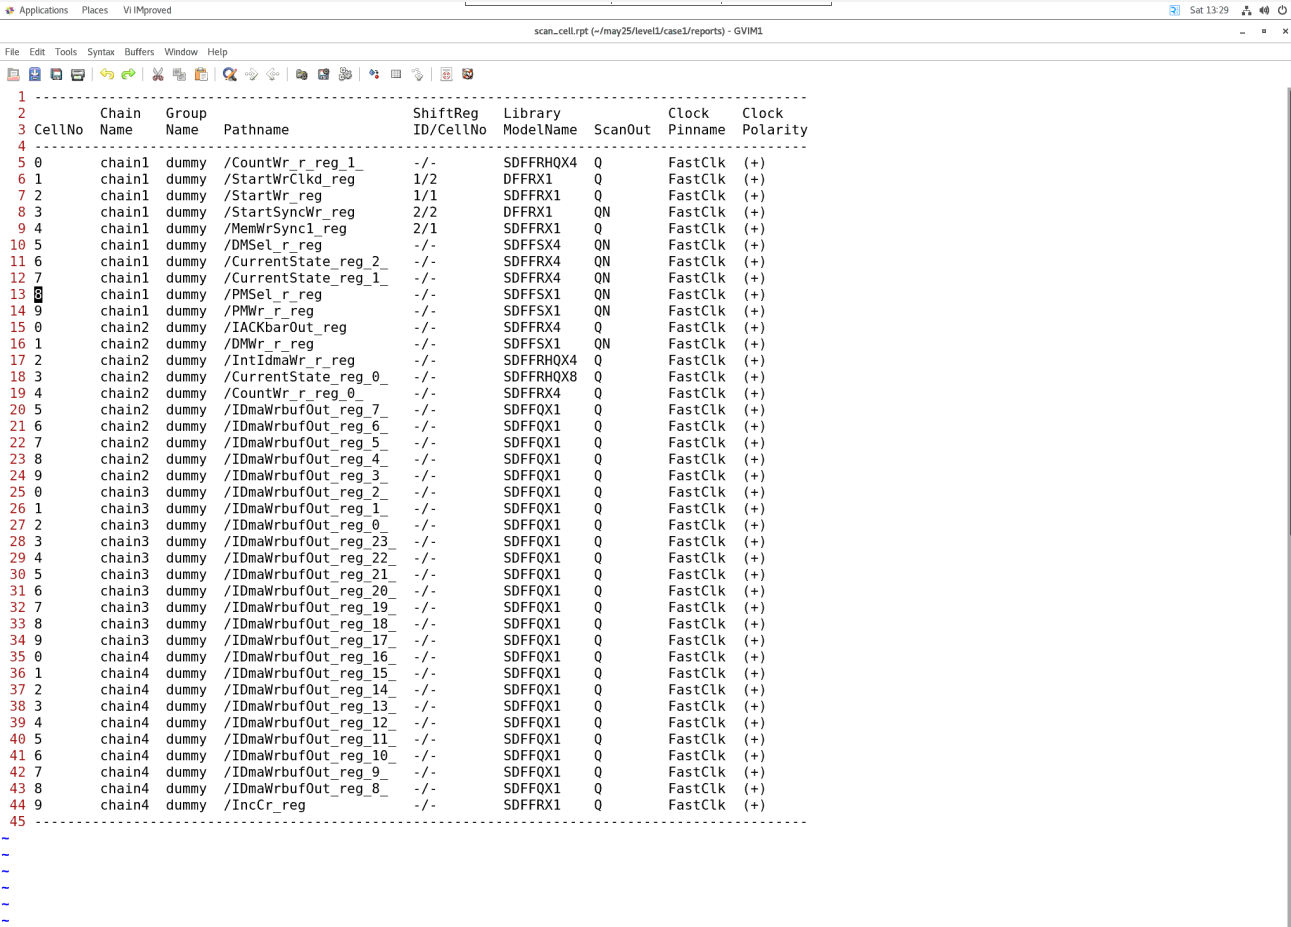 Applications Places Vi IMproved Sat 13:29
scan_cell.rpt (~/may25/level1/case1/reports) - GVIM1
File Edit Tools Syntax Buffers Window Help
1 ----------------------------------------------------------------------------------------------
2 Chain Group ShiftReg Library Clock Clock
3 CellNo Name Name Pathname ID/CellNo ModelName ScanOut Pinname Polarity
4 ----------------------------------------------------------------------------------------------
5 0 chain1 dummy /CountWr_r_reg_1_ -/- SDFFRHQX4 Q FastClk (+)
6 1 chain1 dummy /StartWrClkd_reg 1/2 DFFRX1 Q FastClk (+)
7 2 chain1 dummy /StartWr_reg 1/1 SDFFRX1 Q FastClk (+)
8 3 chain1 dummy /StartSyncWr_reg 2/2 DFFRX1 QN FastClk (+)
9 4 chain1 dummy /MemWrSync1_reg 2/1 SDFFRX1 Q FastClk (+)
10 5 chain1 dummy /DMSel_r_reg -/- SDFFSX4 QN FastClk (+)
11 6 chain1 dummy /CurrentState_reg_2_ -/- SDFFRX4 QN FastClk (+)
12 7 chain1 dummy /CurrentState_reg_1_ -/- SDFFRX4 QN FastClk (+)
13 8 chain1 dummy /PMSel_r_reg -/- SDFFSX1 QN FastClk (+)
14 9 chain1 dummy /PMWr_r_reg -/- SDFFSX1 QN FastClk (+)
15 0 chain2 dummy /IACKbarOut_reg -/- SDFFRX4 Q FastClk (+)
16 1 chain2 dummy /DMWr_r_reg -/- SDFFSX1 QN FastClk (+)
17 2 chain2 dummy /IntIdmaWr_r_reg -/- SDFFRHQX4 Q FastClk (+)
18 3 chain2 dummy /CurrentState_reg_0_ -/- SDFFRHQX8 Q FastClk (+)
19 4 chain2 dummy /CountWr_r_reg_0_ -/- SDFFRX4 Q FastClk (+)
20 5 chain2 dummy /IDmaWrbufOut_reg_7_ -/- SDFFQX1 Q FastClk (+)
21 6 chain2 dummy /IDmaWrbufOut_reg_6_ -/- SDFFQX1 Q FastClk (+)
22 7 chain2 dummy /IDmaWrbufOut_reg_5_ -/- SDFFQX1 Q FastClk (+)
23 8 chain2 dummy /IDmaWrbufOut_reg_4_ -/- SDFFQX1 Q FastClk (+)
24 9 chain2 dummy /IDmaWrbufOut_reg_3_ -/- SDFFQX1 Q FastClk (+)
25 0 chain3 dummy /IDmaWrbufOut_reg_2_ -/- SDFFQX1 Q FastClk (+)
26 1 chain3 dummy /IDmaWrbufOut_reg_1_ -/- SDFFQX1 Q FastClk (+)
27 2 chain3 dummy /IDmaWrbufOut_reg_0_ -/- SDFFQX1 Q FastClk (+)
28 3 chain3 dummy /IDmaWrbufOut_reg_23_ -/- SDFFQX1 Q FastClk (+)
29 4 chain3 dummy /IDmaWrbufOut_reg_22_ -/- SDFFQX1 Q FastClk (+)
30 5 chain3 dummy /IDmaWrbufOut_reg_21_ -/- SDFFQX1 Q FastClk (+)
31 6 chain3 dummy /IDmaWrbufOut_reg_20_ -/- SDFFQX1 Q FastClk (+)
32 7 chain3 dummy /IDmaWrbufOut_reg_19_ -/- SDFFQX1 Q FastClk (+)
33 8 chain3 dummy /IDmaWrbufOut_reg_18_ -/- SDFFQX1 Q FastClk (+)
34 9 chain3 dummy /IDmaWrbufOut_reg_17_ -/- SDFFQX1 Q FastClk (+)
35 0 chain4 dummy /IDmaWrbufOut_reg_16_ -/- SDFFQX1 Q FastClk (+)
36 1 chain4 dummy /IDmaWrbufOut_reg_15_ -/- SDFFQX1 Q FastClk (+)
37 2 chain4 dummy /IDmaWrbufOut_reg_14_ -/- SDFFQX1 Q FastClk (+)
38 3 chain4 dummy /IDmaWrbufOut_reg_13_ -/- SDFFQX1 Q FastClk (+)
39 4 chain4 dummy /IDmaWrbufOut_reg_12_ -/- SDFFQX1 Q FastClk (+)
40 5 chain4 dummy /IDmaWrbufOut_reg_11_ -/- SDFFQX1 Q FastClk (+)
41 6 chain4 dummy /IDmaWrbufOut_reg_10_ -/- SDFFQX1 Q FastClk (+)
42 7 chain4 dummy /IDmaWrbufOut_reg_9_ -/- SDFFQX1 Q FastClk (+)
43 8 chain4 dummy /IDmaWrbufOut_reg_8_ -/- SDFFQX1 Q FastClk (+)
44 9 chain4 dummy /IncCr_reg -/- SDFFRX1 Q FastClk (+)
45 ----------------------------------------------------------------------------------------------
~
~
~
~
~
~